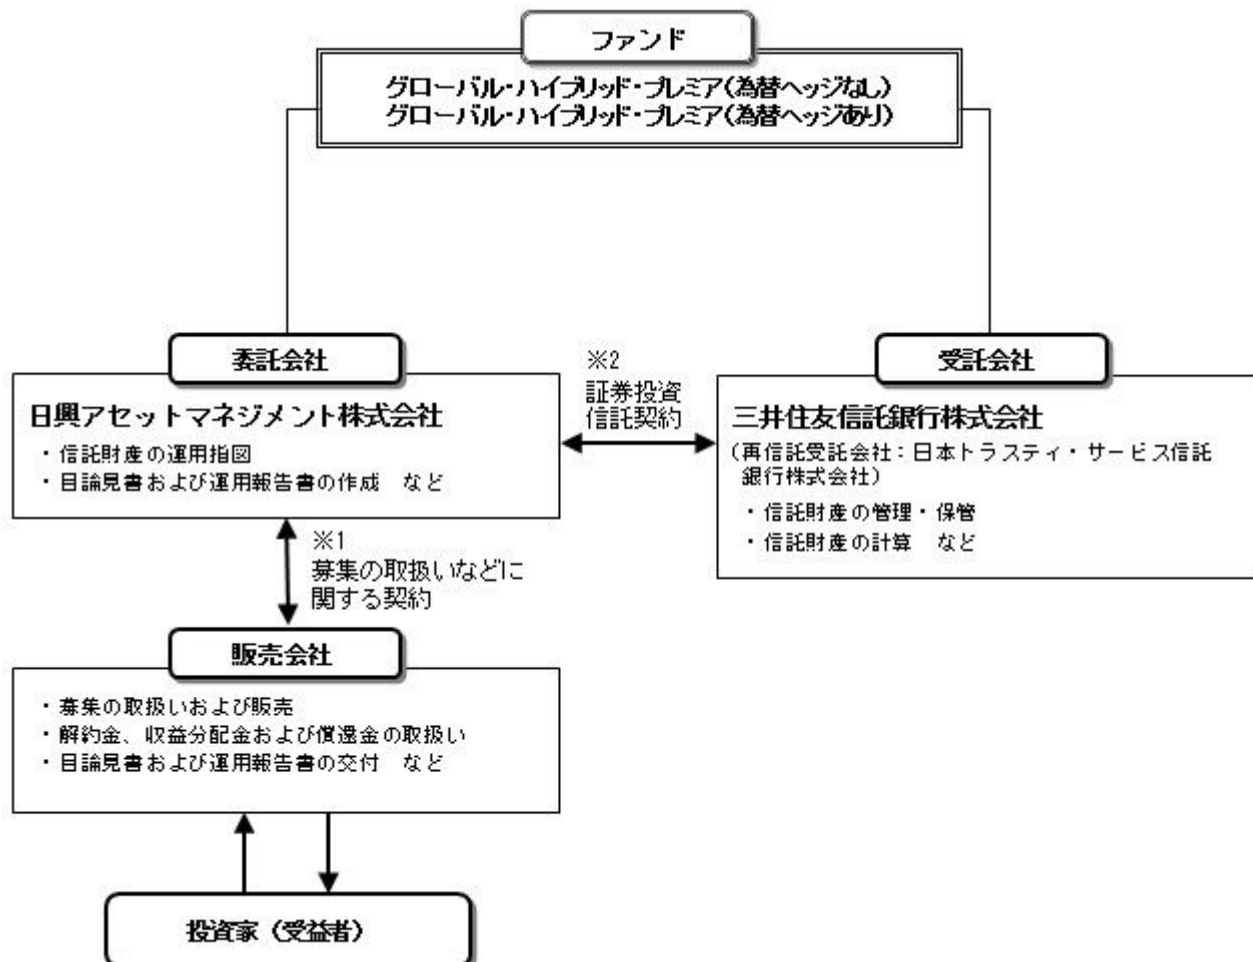 ファンド
グローバル・ハイブリッド・プレミア(為替ヘッジなし)
グローバル・ハイブリッド・プレミア(為替ヘッジあり)
委託会社
日興アセットマネジメント株式会社
・信託財産の運用指図
・目論見書および運用報告書の作成　など
※2
証券投資
信託契約
受託会社
三井住友信託銀行株式会社
(再信託受託会社：日本トラスティ・サービス信託
銀行株式会社)
・信託財産の管理・保管
・信託財産の計算　など
※1
募集の取扱いなどに
関する契約
販売会社
・募集の取扱いおよび販売
・解約金、収益分配金および償還金の取扱い
・目論見書および運用報告書の交付　など
投資家（受益者）